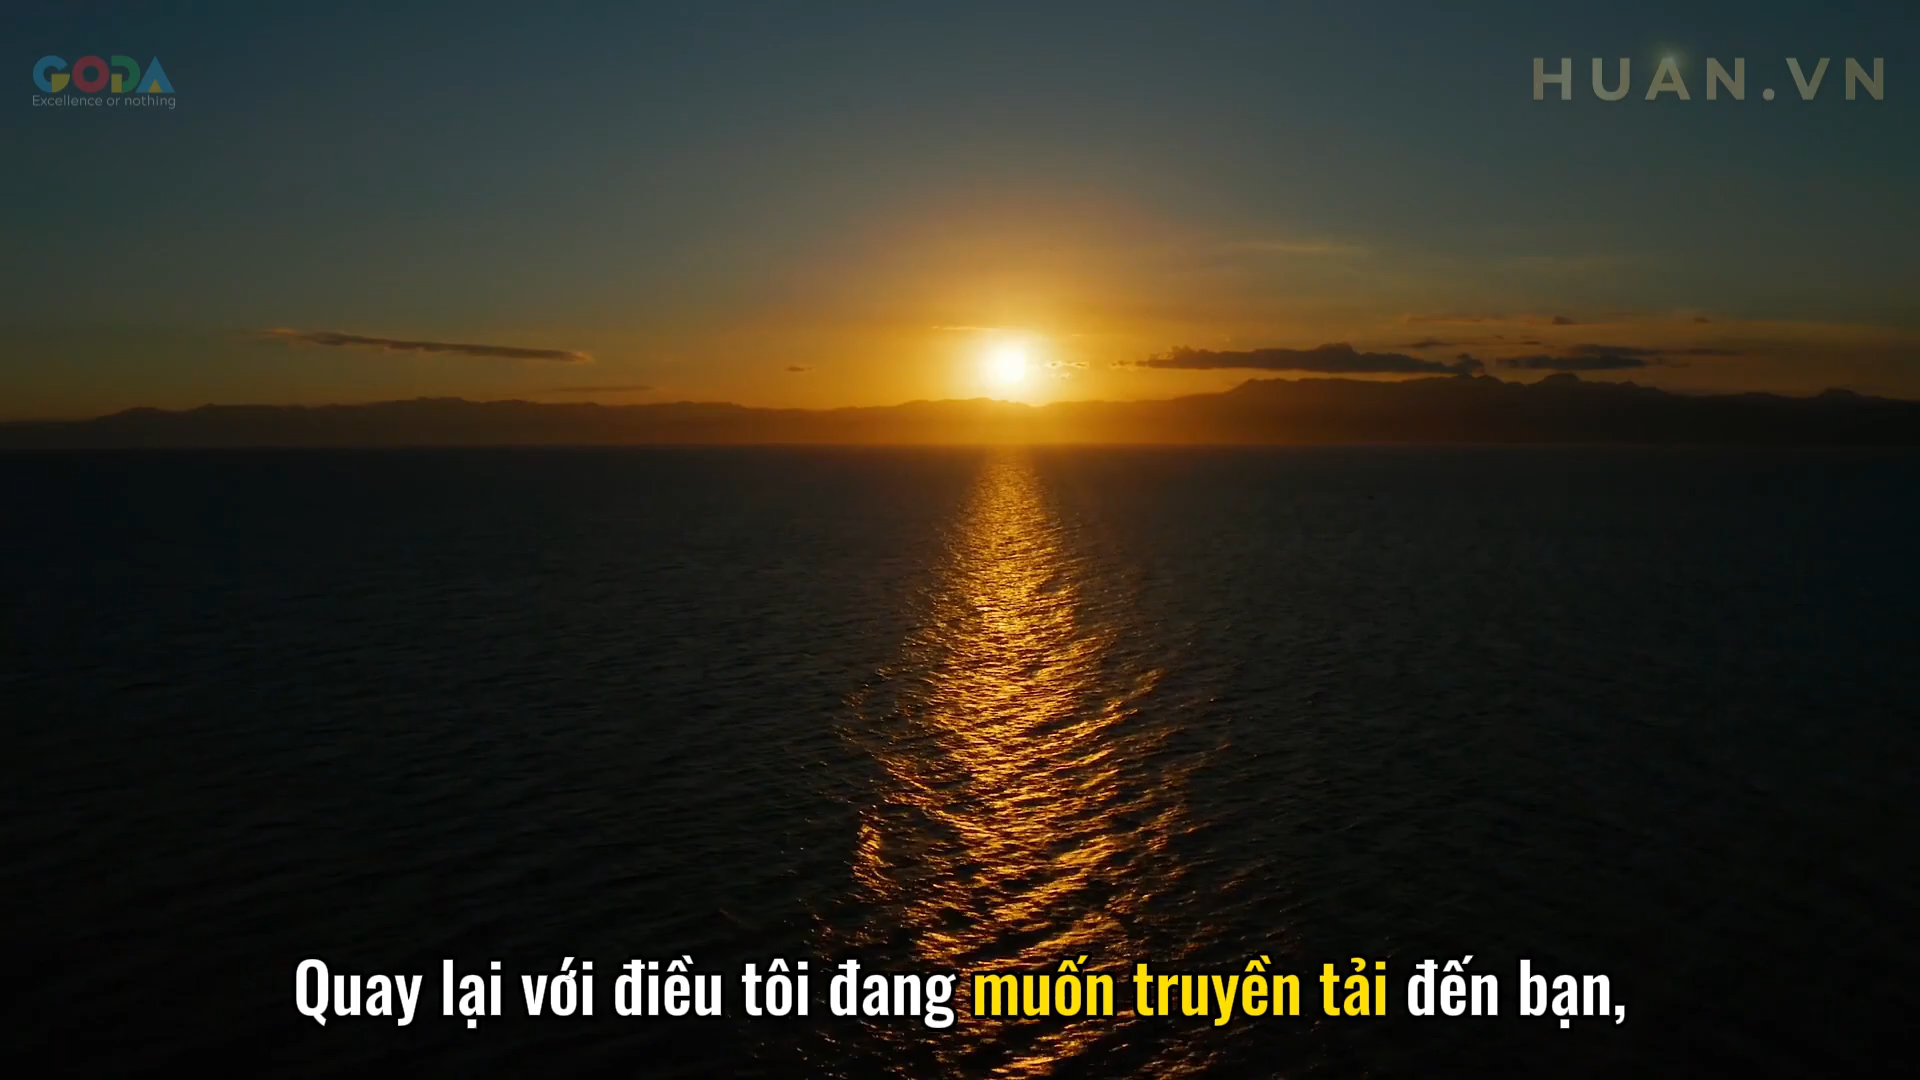 GODA
Excellence or nothing
HUAN.VN
Quay lại với điều tôi đang muốn truyền tải đến bạn,